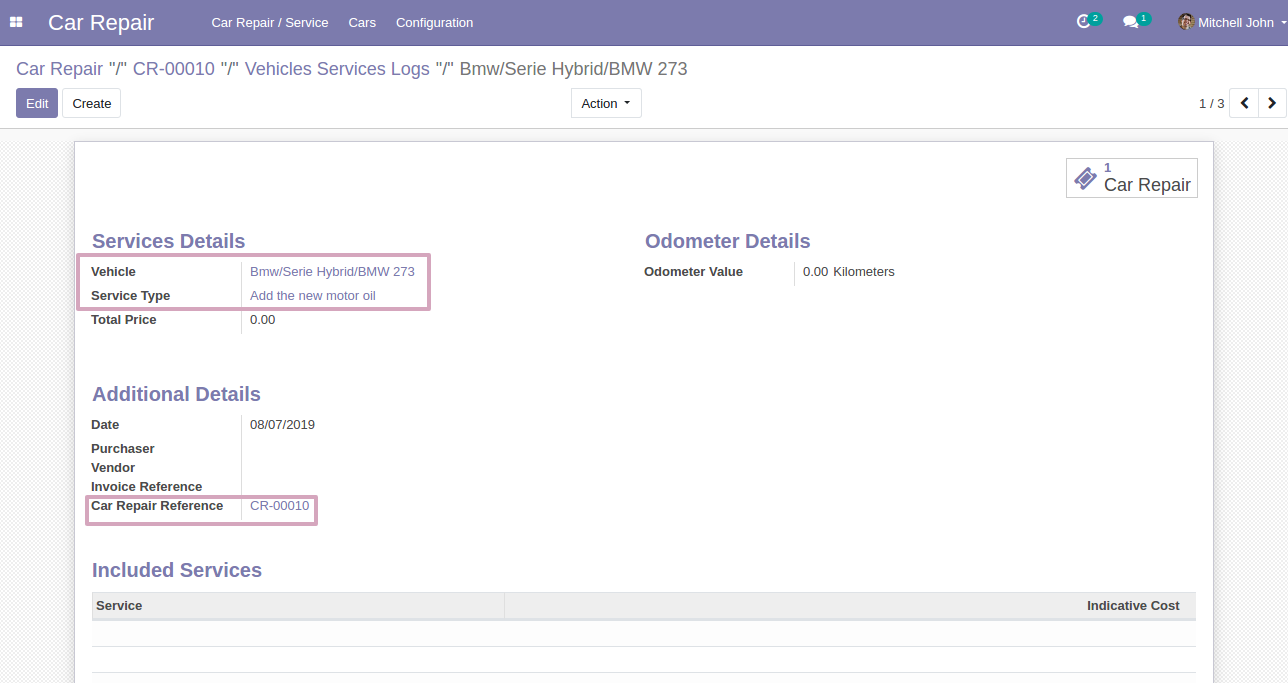 Car Repair Car Repair / Service Cars Configuration 2 1 Mitchell John
Car Repair "/" CR-00010 "/" Vehicles Services Logs "/" Bmw/Serie Hybrid/BMW 273
Edit Create Action 1 / 3
1
Car Repair
Services Details Odometer Details
Vehicle Bmw/Serie Hybrid/BMW 273 Odometer Value 0.00 Kilometers
Service Type Add the new motor oil
Total Price 0.00
Additional Details
Date 08/07/2019
Purchaser
Vendor
Invoice Reference
Car Repair Reference CR-00010
Included Services
Service Indicative Cost